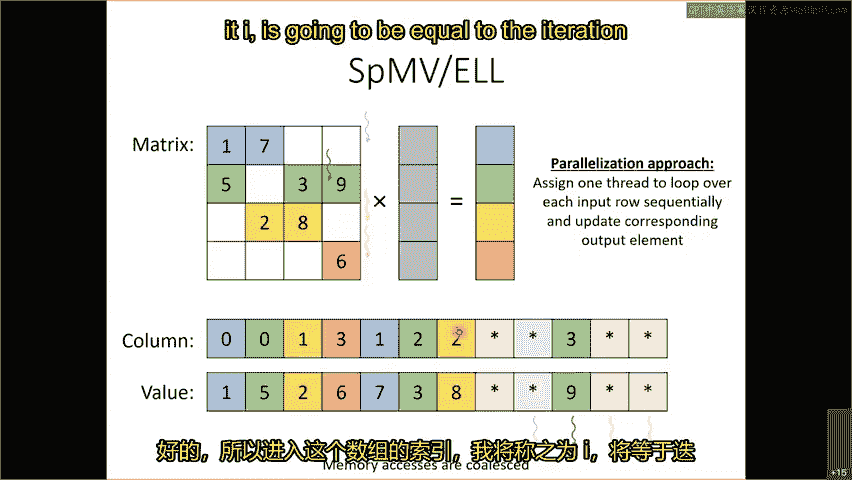 it i, is going to be equal to the iteration
SpMV/ELL
Matrix:
1 7
5 3 9
2 8
6
×
=
Parallelization approach:
Assign one thread to loop over
each input row sequentially
and update corresponding
output element
Column: 0 0 1 3 1 2 2 * * 3 * *
Value: 1 5 2 6 7 3 8 * * 9 * *
好的，所以进入这个数组的索引，我将称之为 i，将等于迭
Memory accesses are coalesced
+15